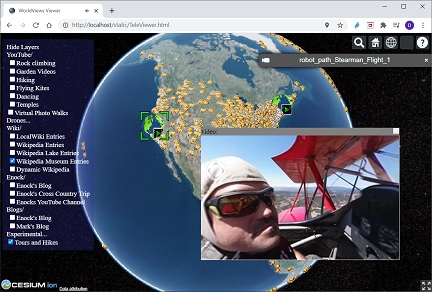 WorldViews Viewer
http://localhost/static/TeleViewer.html
Hide Layers
YouTube/
Rock climbing
Garden Videos
Hiking
Flying Kites
Dancing
Temples
Virtual Photo Walks
Drones...
Wiki/
LocalWiki Entries
Wikipedia Entries
Wikipedia Lake Entries
Wikipedia Museum Entries
Dynamic Wikipedia
Enock/
Enock's Blog
Enock's Cross Country Trip
Enocks YouTube Channel
Blogs/
Enock's Blog
Mark's Blog
Experimental...
Tours and Hikes
?
robot_path_Stearman_Flight_1
x
Video:
CESIUM ion
Data attribution